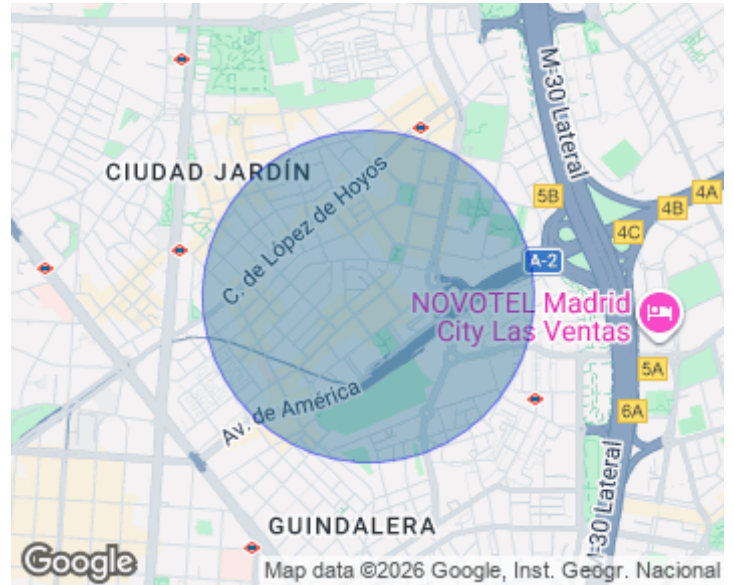 M-30 Lateral
CIUDAD JARDÍN
C. de López de Hoyos
5B
4A
4B
4C
A-2
NOVOTEL Madrid
City Las Ventas
5A
Av. de América
6A
M-30 Lateral
GUINDALERA
Google
Map data ©2026 Google, Inst. Geogr. Nacional